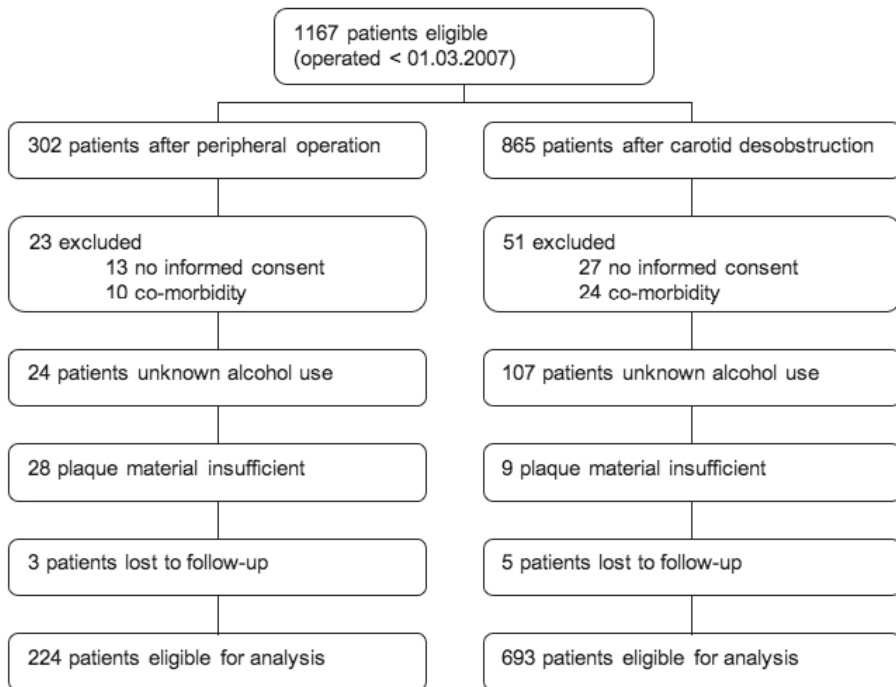 1167 patients eligible
(operated < 01.03.2007)
302 patients after peripheral operation
865 patients after carotid desobstruction
23 excluded
13 no informed consent
10 co-morbidity
51 excluded
27 no informed consent
24 co-morbidity
24 patients unknown alcohol use
107 patients unknown alcohol use
28 plaque material insufficient
9 plaque material insufficient
3 patients lost to follow-up
5 patients lost to follow-up
224 patients eligible for analysis
693 patients eligible for analysis